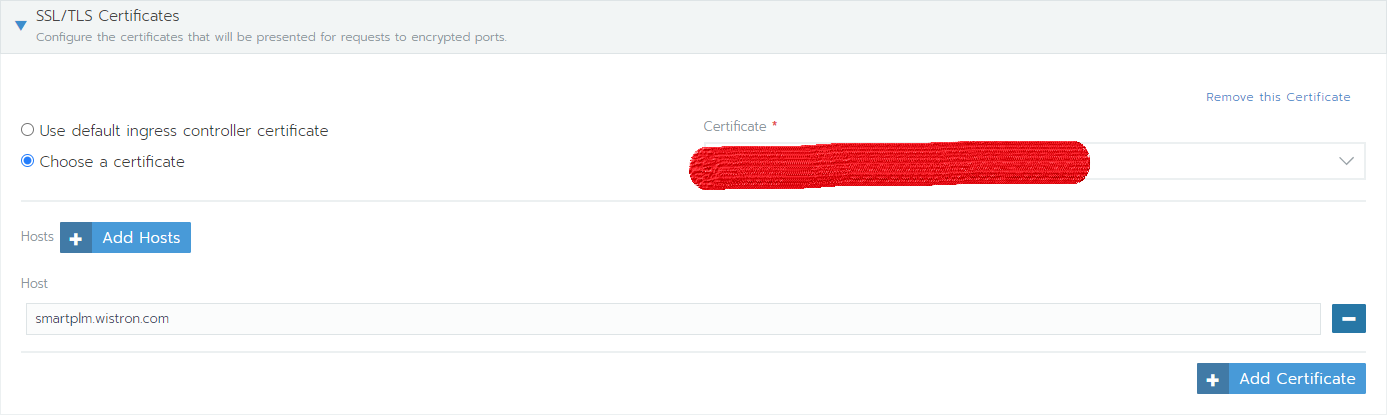 SSL/TLS Certificates
Configure the certificates that will be presented for requests to encrypted ports.
Remove this Certificate
Use default ingress controller certificate
Certificate *
Choose a certificate
Hosts
+ Add Hosts
Host
smartplm.wistron.com
+ Add Certificate